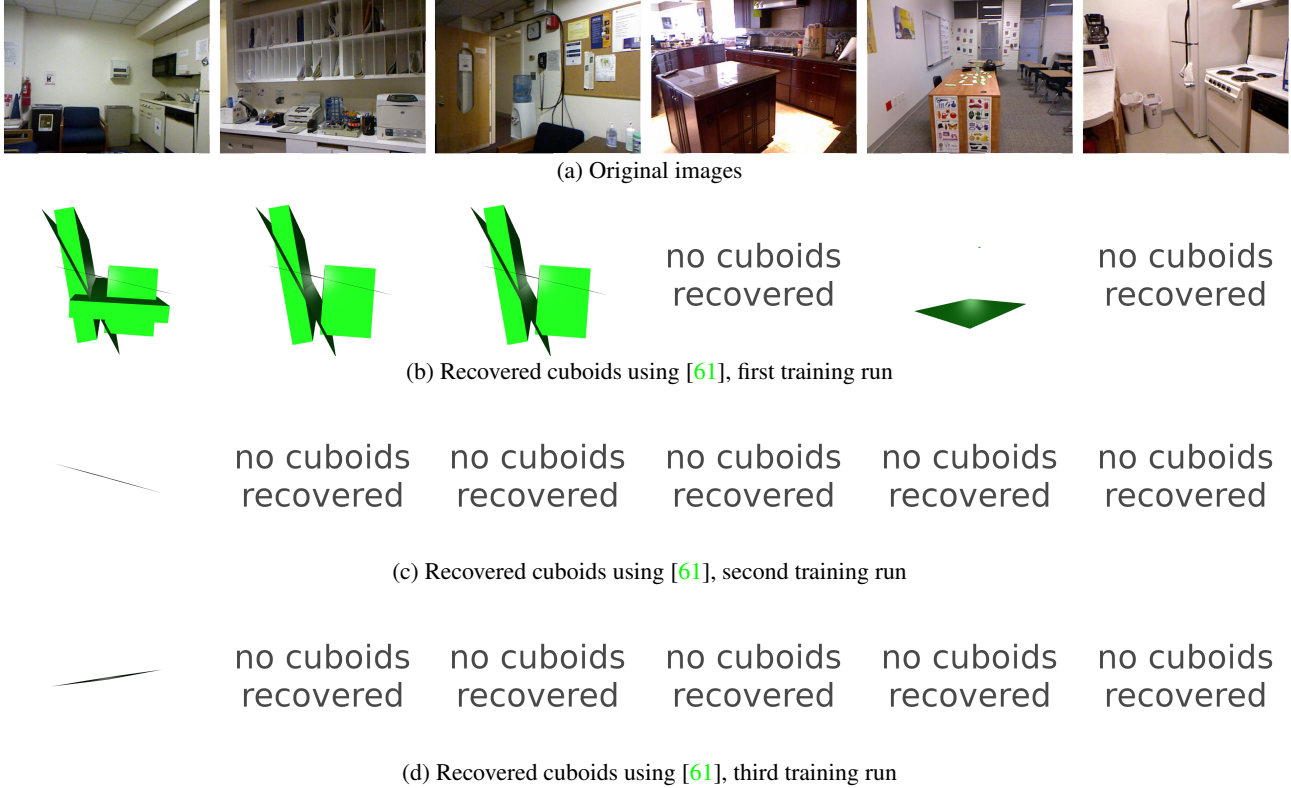 (a) Original images
no cuboids
recovered
no cuboids
recovered
(b) Recovered cuboids using [61], first training run
no cuboids
recovered
no cuboids
recovered
no cuboids
recovered
no cuboids
recovered
no cuboids
recovered
(c) Recovered cuboids using [61], second training run
no cuboids
recovered
no cuboids
recovered
no cuboids
recovered
no cuboids
recovered
no cuboids
recovered
(d) Recovered cuboids using [61], third training run